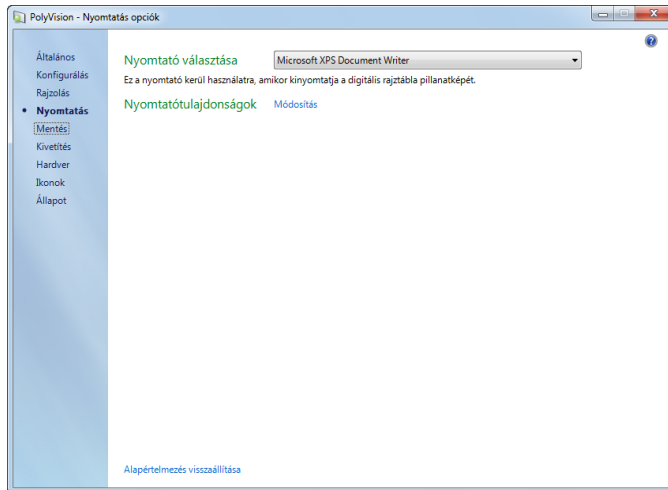 PolyVision - Nyomtatás opciók
Általános
Konfigurálás
Rajzolás
• Nyomtatás
Mentés
Kivetítés
Hardver
Ikonok
Állapot
Nyomtató választása
Microsoft XPS Document Writer
Ez a nyomtató kerül használatra, amikor kinyomtatja a digitális rajztábla pillanatképét.
Nyomtatótulajdonságok
Módosítás
Alapértelmezés visszaállítása